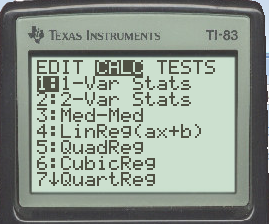 TEXAS INSTRUMENTS TI-83
EDIT CALC TESTS
1:1-Var Stats
2:2-Var Stats
3:Med-Med
4:LinReg(ax+b)
5:QuadReg
6:CubicReg
7↓QuartReg